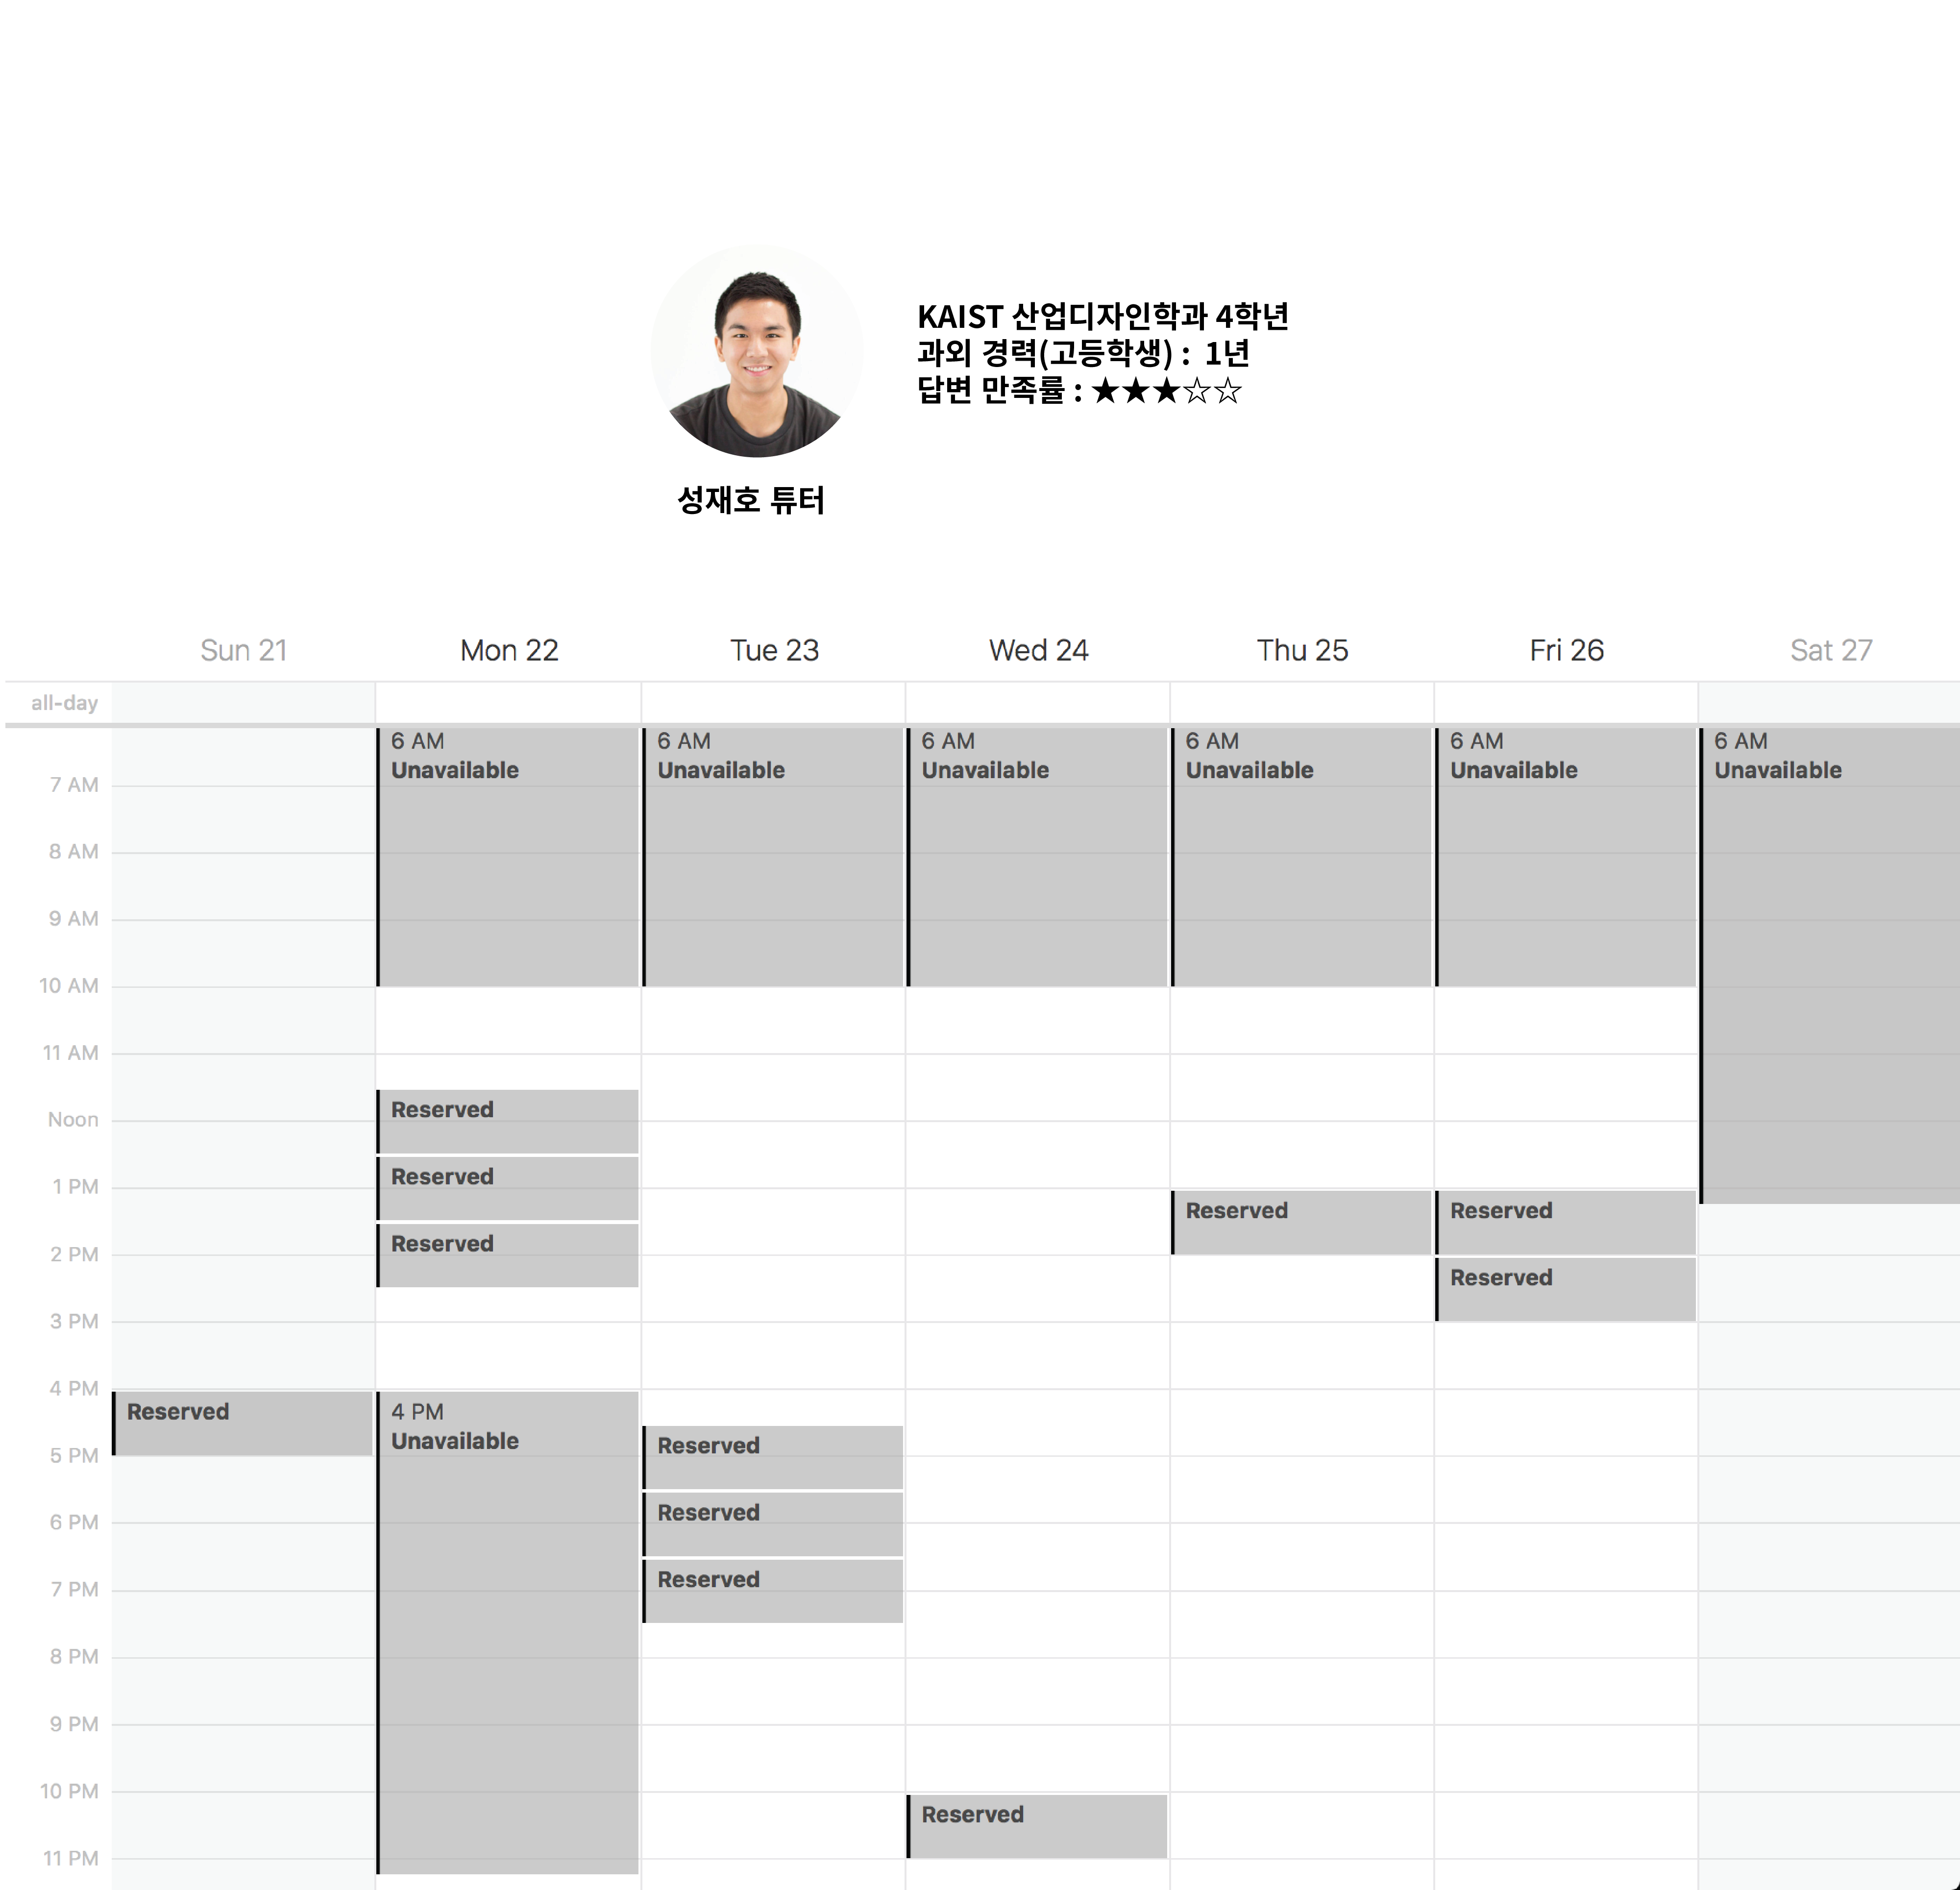 KAIST 산업디자인학과 4학년
과외 경력(고등학생) : 1년
답변 만족률 : ★★★☆☆
성재호 튜터
Sun 21
Mon 22
Tue 23
Wed 24
Thu 25
Fri 26
Sat 27
all-day
6 AM
Unavailable
6 AM
Unavailable
6 AM
Unavailable
6 AM
Unavailable
6 AM
Unavailable
6 AM
Unavailable
7 AM
8 AM
9 AM
10 AM
11 AM
Reserved
Noon
Reserved
1 PM
Reserved
Reserved
Reserved
2 PM
Reserved
3 PM
4 PM
Reserved
4 PM
Unavailable
Reserved
5 PM
Reserved
6 PM
Reserved
7 PM
8 PM
9 PM
10 PM
Reserved
11 PM